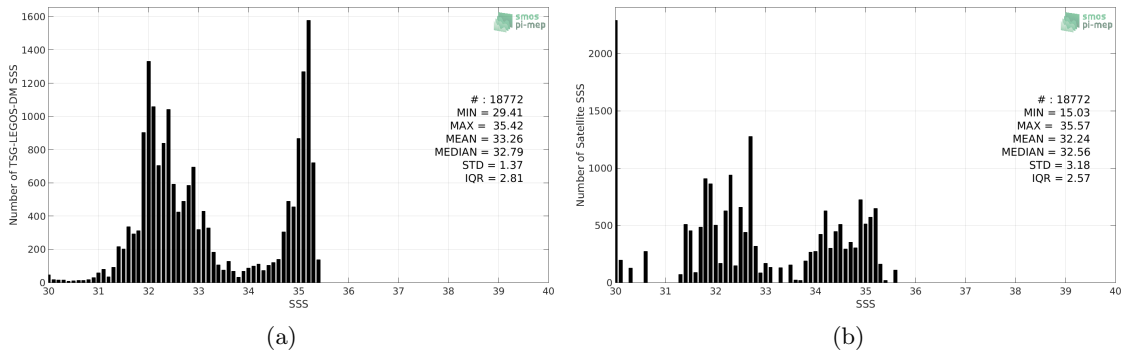 1600
1400
1200
1000
800
600
400
200
0
Number of TSG-LEGOS-DM SSS
30 31 32 33 34 35 36 37 38 39 40
SSS
smos
pi-mep
# : 18772
MIN = 29.41
MAX = 35.42
MEAN = 33.26
MEDIAN = 32.79
STD = 1.37
IQR = 2.81
(a)
2000
1500
1000
500
0
Number of Satellite SSS
30 31 32 33 34 35 36 37 38 39 40
SSS
smos
pi-mep
# : 18772
MIN = 15.03
MAX = 35.57
MEAN = 32.24
MEDIAN = 32.56
STD = 3.18
IQR = 2.57
(b)